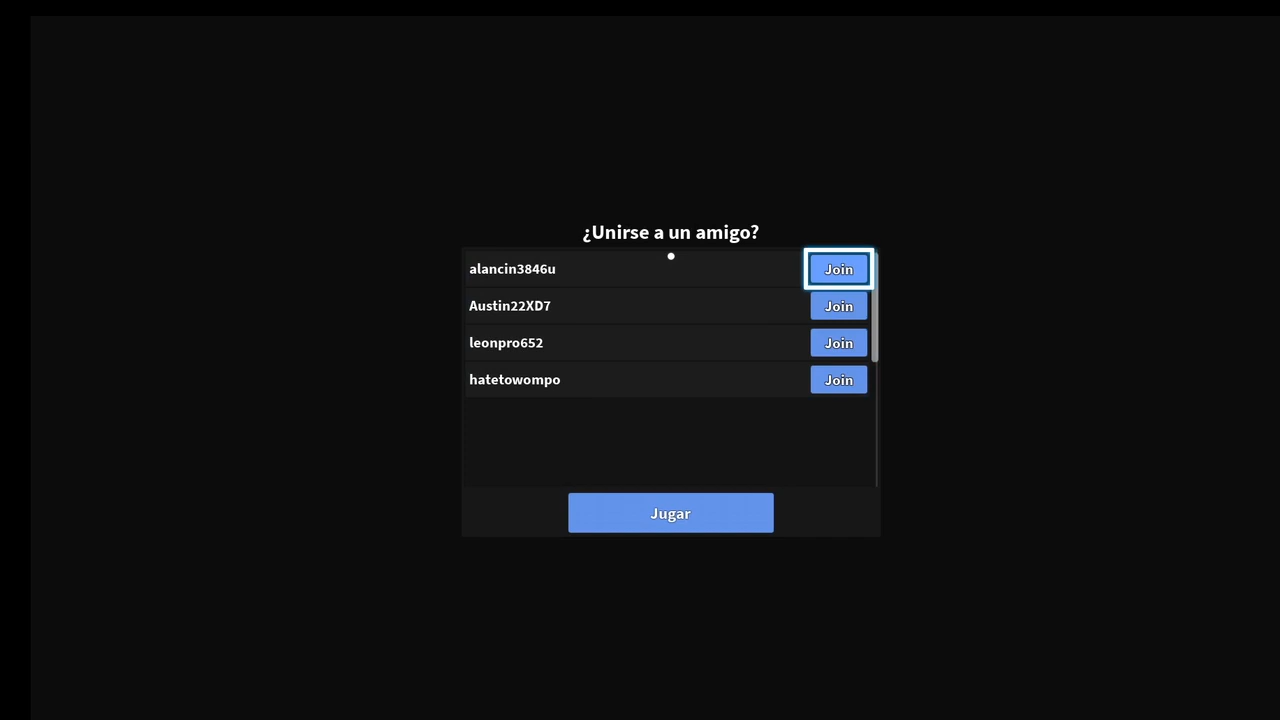 ¿Unirse a un amigo?
alancin3846u Join
Austin22XD7 Join
leonpro652 Join
hatetowompo Join
Jugar